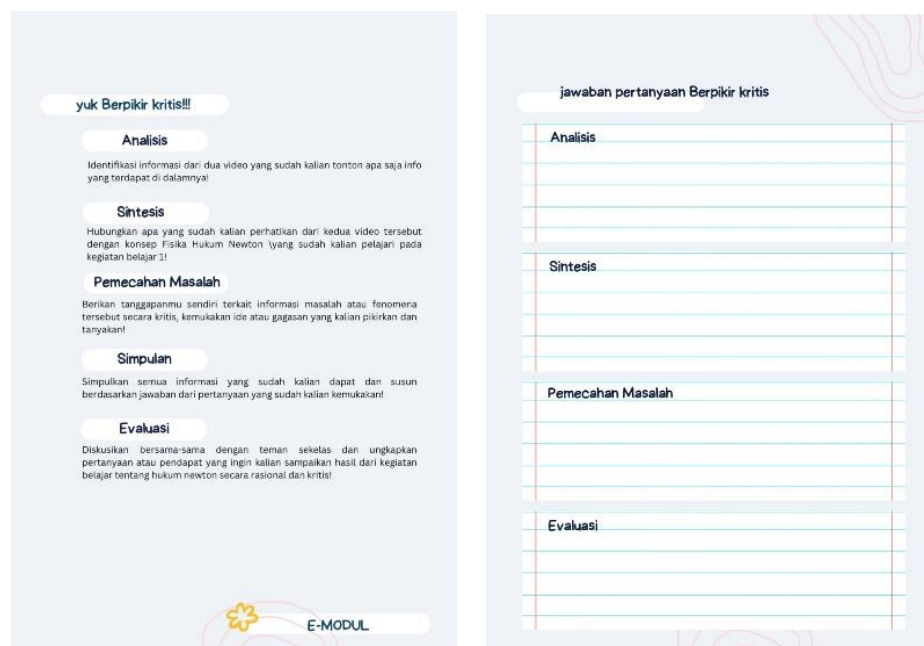 yuk Berpikir kritis!!!
Analisis
Identifikasi informasi dari dua video yang sudah kalian tonton apa saja info
yang terdapat di dalamnya!
Sintesis
Hubungkan apa yang sudah kalian perhatikan dari kedua video tersebut
dengan konsep Fisika Hukum Newton \yang sudah kalian pelajari pada
kegiatan belajar 1!
Pemecahan Masalah
Berikan tanggapanmu sendiri terkait informasi masalah atau fenomena
tersebut secara kritis, kemukakan ide atau gagasan yang kalian pikirkan dan
tanyakan!
Simpulan
Simpulkan semua informasi yang sudah kalian dapat dan susun
berdasarkan jawaban dari pertanyaan yang sudah kalian kemukakan!
Evaluasi
Diskusikan bersama-sama dengan teman sekelas dan ungkapkan
pertanyaan atau pendapat yang ingin kalian sampaikan hasil dari kegiatan
belajar tentang hukum newton secara rasional dan kritis!
E-MODUL
jawaban pertanyaan Berpikir kritis
Analisis
Sintesis
Pemecahan Masalah
Evaluasi